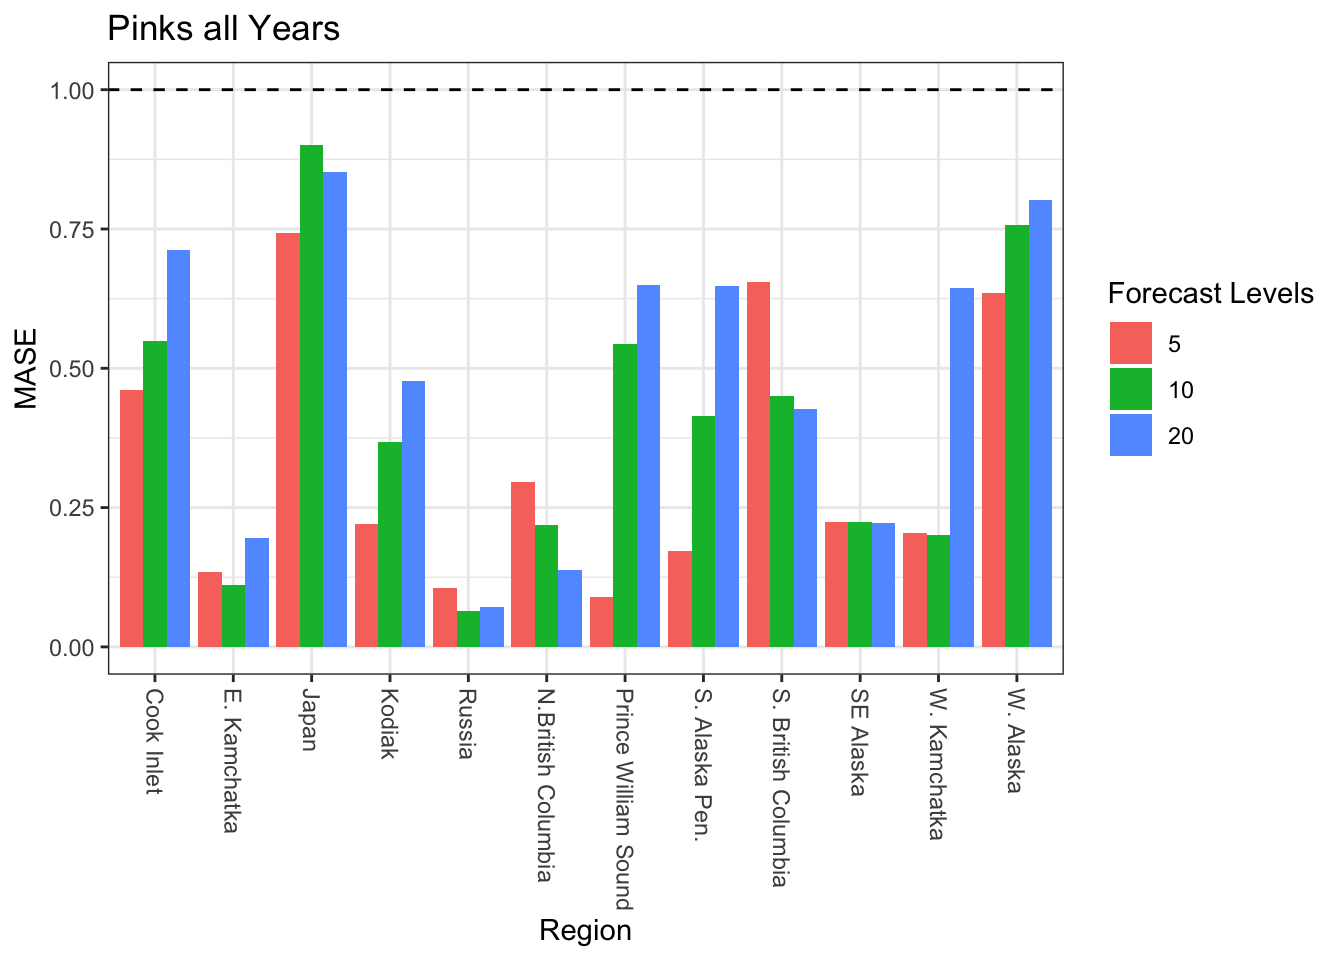 Pinks all Years
1.00
0.75
0.50
0.25
0.00
MASE
Cook Inlet
E. Kamchatka
Japan
Kodiak
Russia
N.British Columbia
Prince William Sound
S. Alaska Pen.
S. British Columbia
SE Alaska
W. Kamchatka
W. Alaska
Region
Forecast Levels
5
10
20